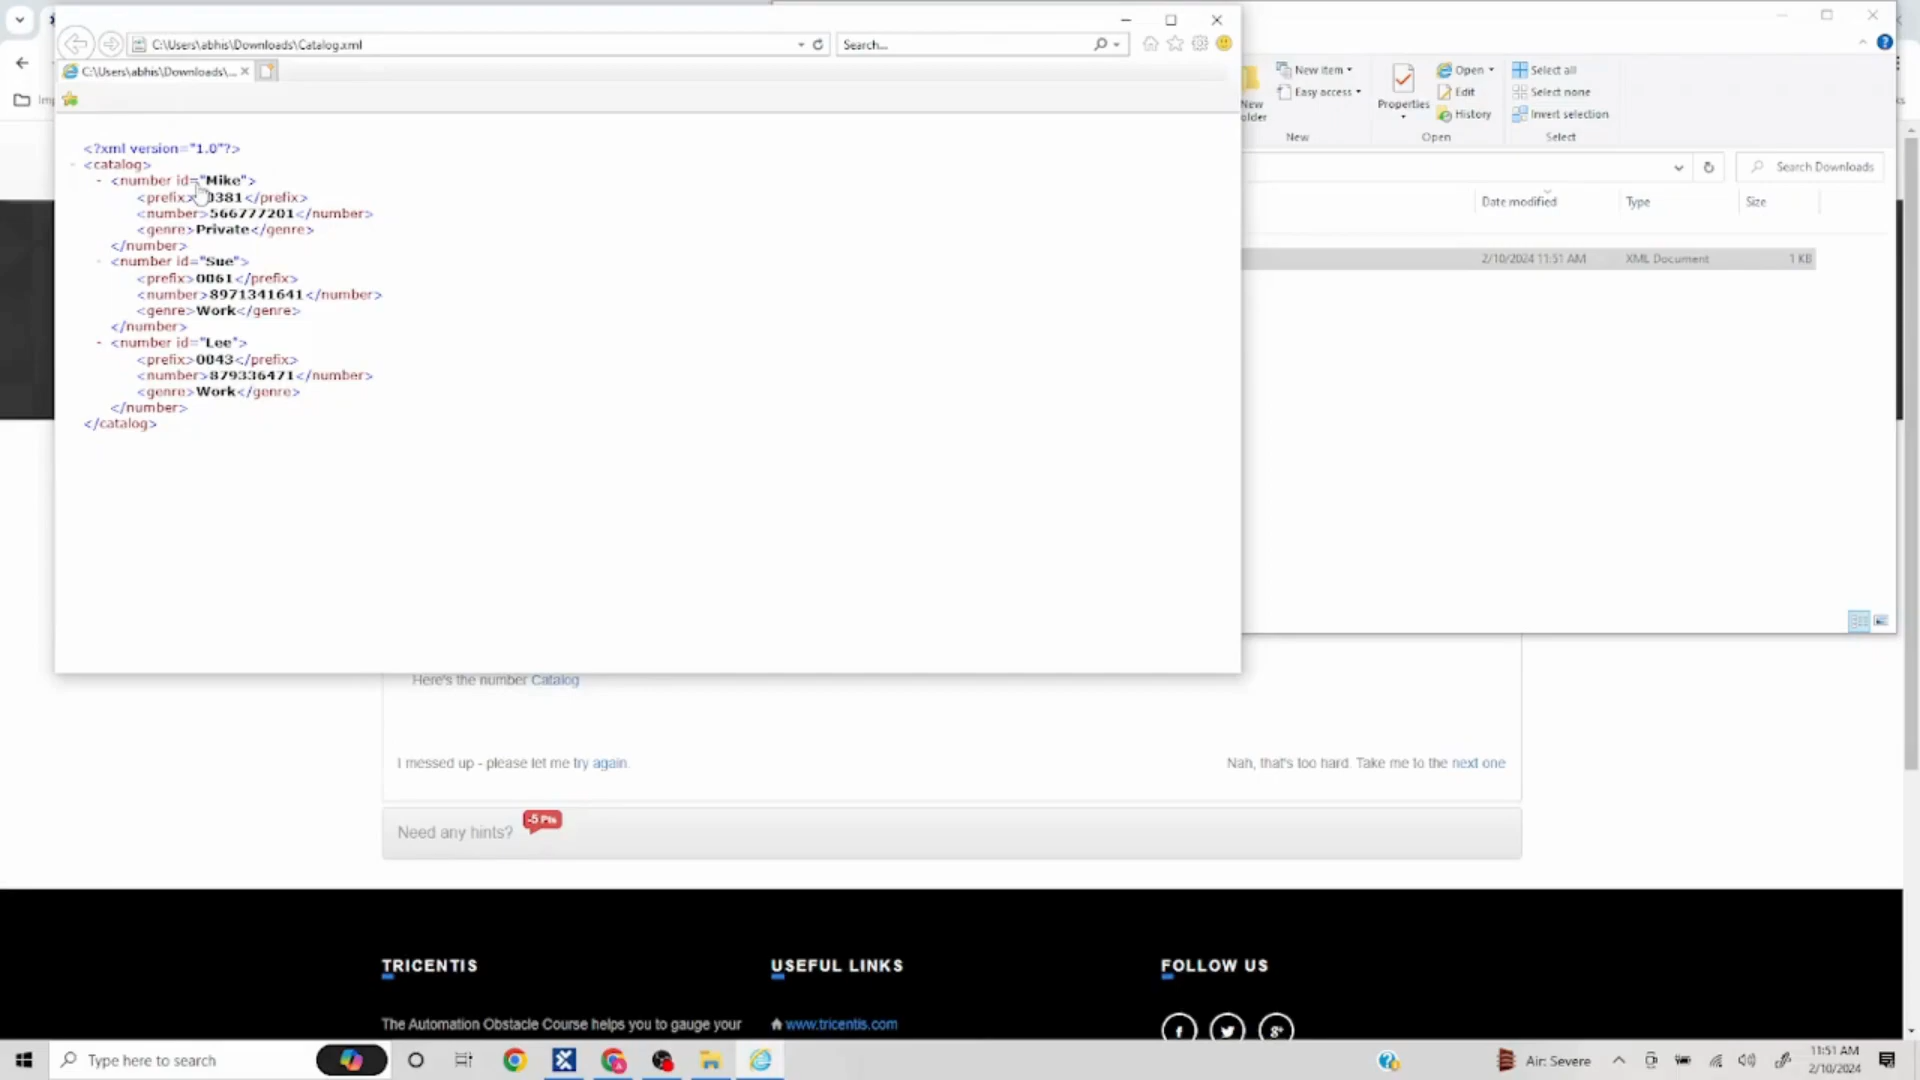 C:\Users\abhis\Downloads\Catalog.xml
Search...
C:\Users\abhis\Downloads\...
<?xml version="1.0"?>
- <catalog>
- <number id="Mike">
<number>566777201</number>
<genre>Private</genre>
</number>
- <number id="Sue">
<prefix>0061</prefix>
<number>8971341641</number>
<genre>Work</genre>
</number>
- <number id="Lee">
<prefix>0043</prefix>
<number>879336471</number>
<genre>Work</genre>
</number>
</catalog>
New
New item
Easy access
New
Properties
Open
Edit
History
Open
Select all
Select none
Invert selection
Select
Search Downloads
Date modified
Type
Size
2/10/2024 11:51 AM
XML Document
1 KB
Here's the number Catalog
I messed up - please let me try again.
Nah, that's too hard. Take me to the next one
Need any hints?
-5 Pts
TRICENTIS
USEFUL LINKS
FOLLOW US
The Automation Obstacle Course helps you to gauge your
www.tricentis.com
Type here to search
Air: Severe
11:51 AM
2/10/2024